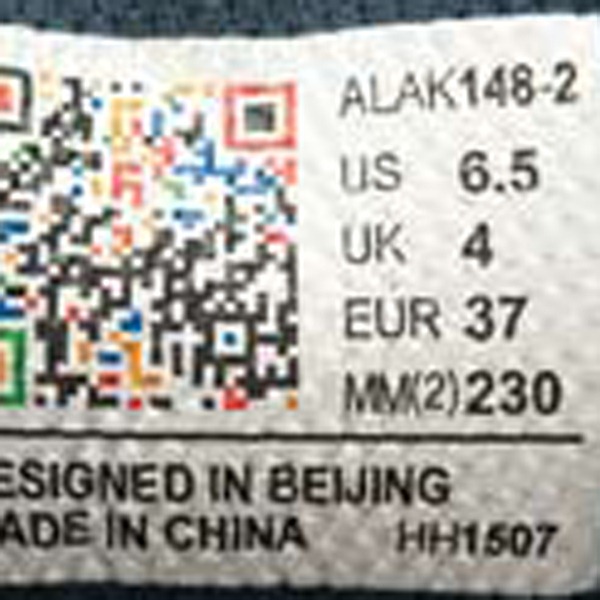 ALAK148-2
US 6.5
UK 4
EUR 37
MM(2)230
ESIGNED IN BEIJING
ADE IN CHINA HH1507